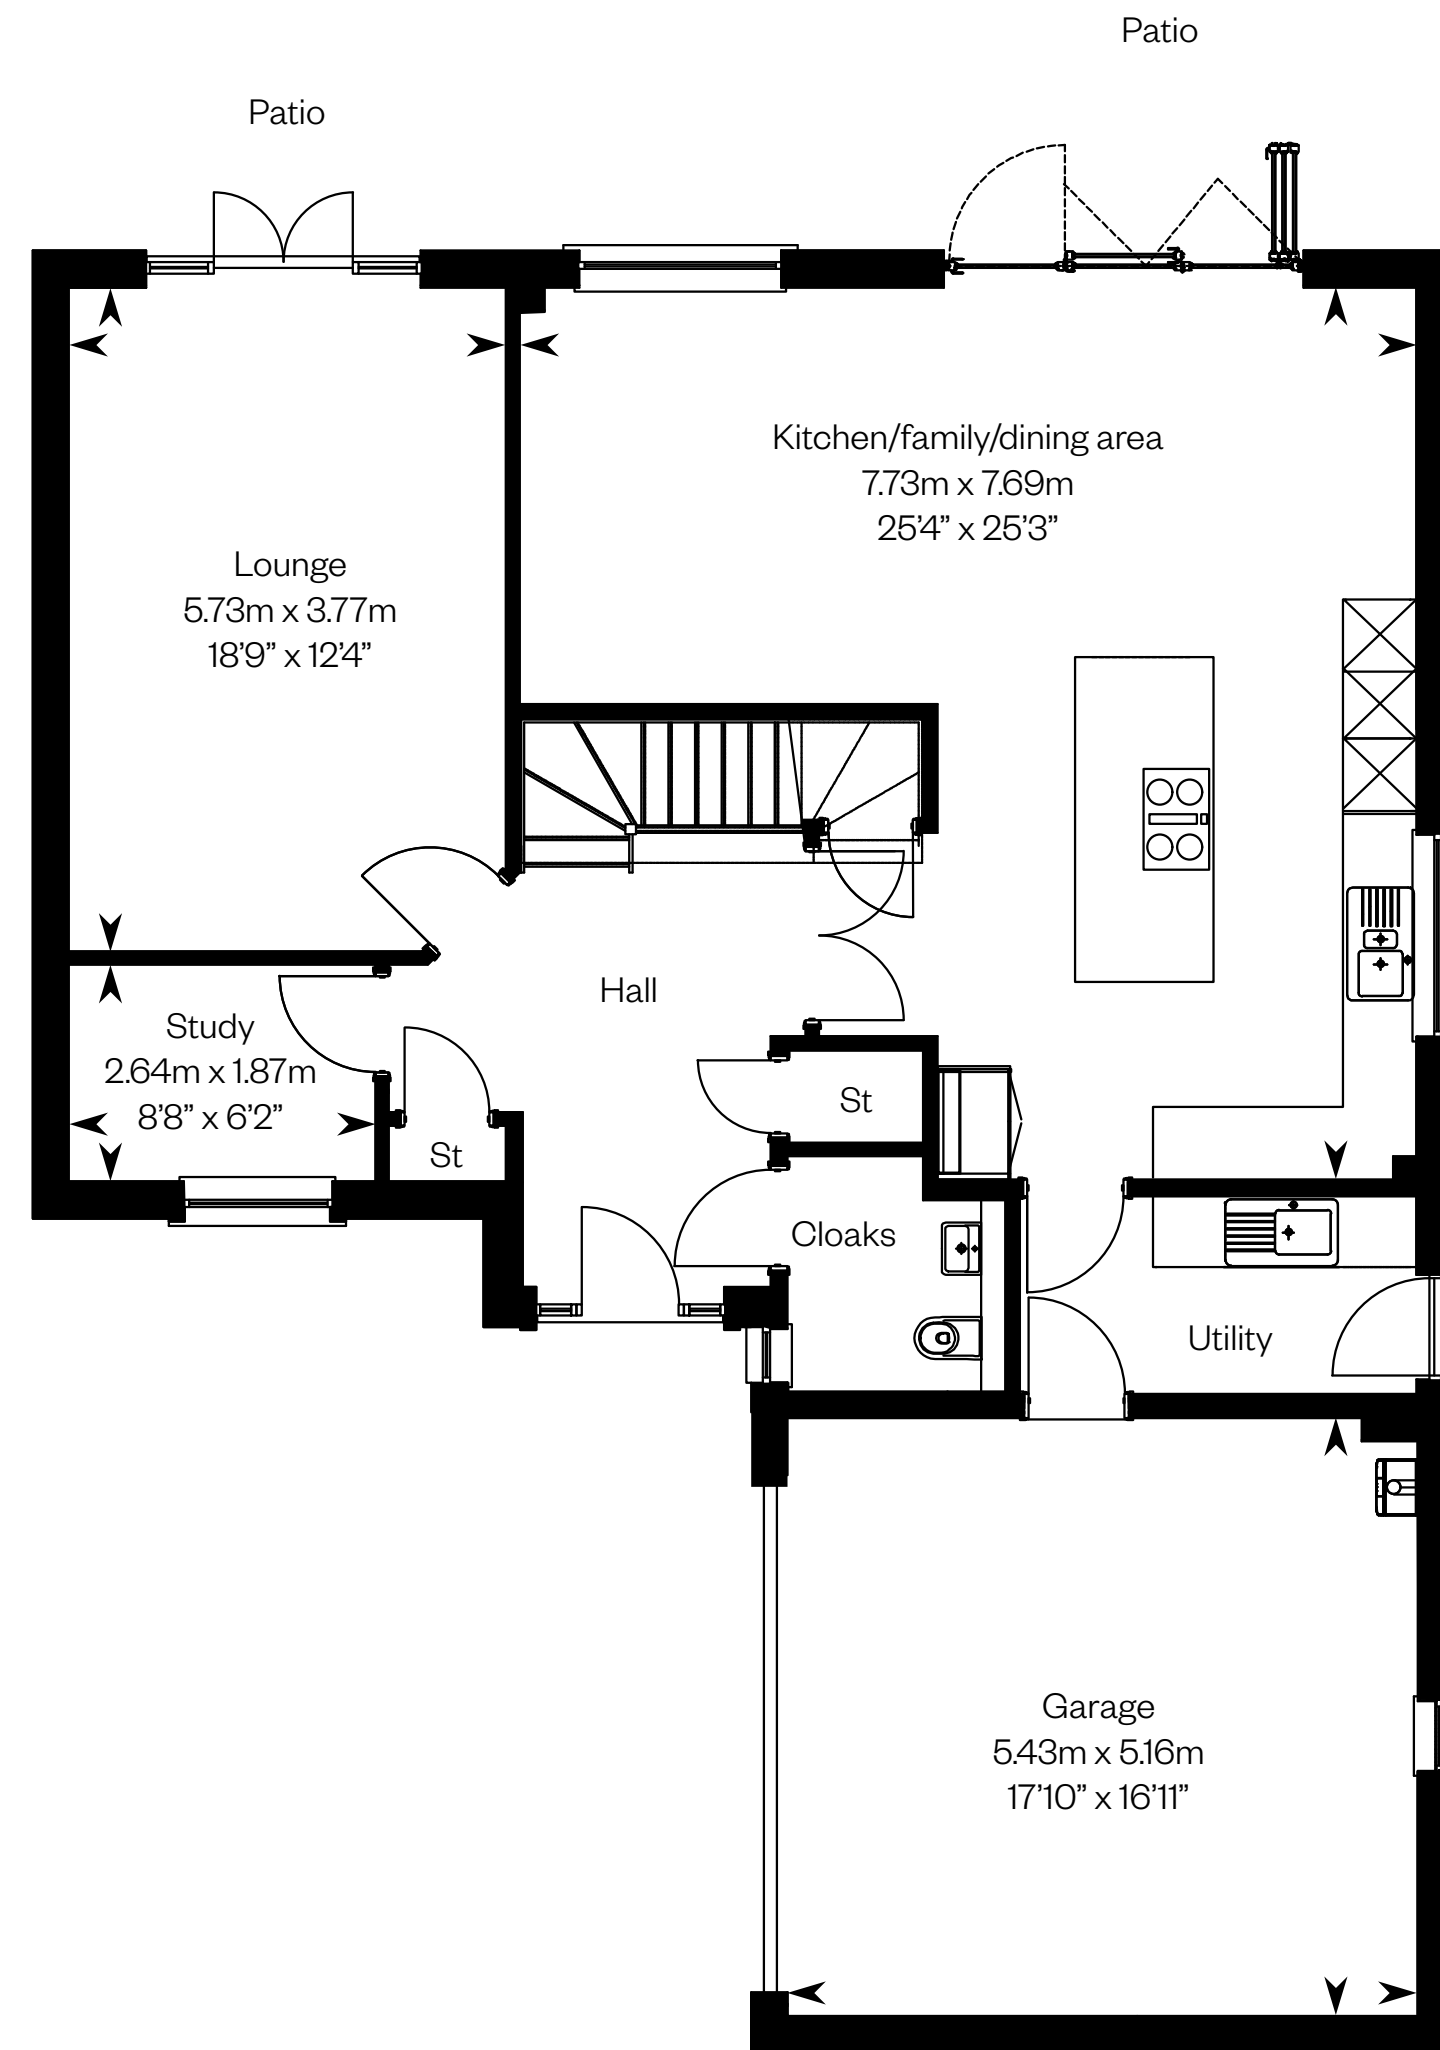 Patio
Patio
Kitchen/family/dining area
7.73m x 7.69m
25’4” x 25’3”
Lounge
5.73m x 3.77m
18’9” x 12’4”
Hall
Study
2.64m x 1.87m
8’8” x 6’2”
St
St
Cloaks
Utility
Garage
5.43m x 5.16m
17’10” x 16’11”